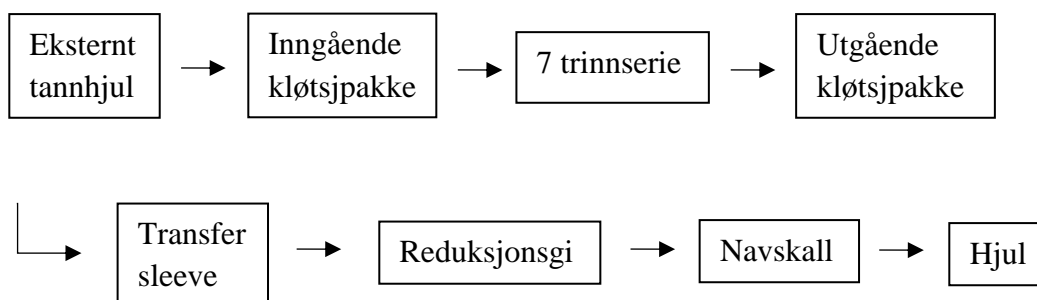 Eksternt
tannhjul
Inngående
kløtsjpakke
7 trinnserie
Utgående
kløtsjpakke
Transfer
sleeve
Reduksjonsgi
Navskall
Hjul